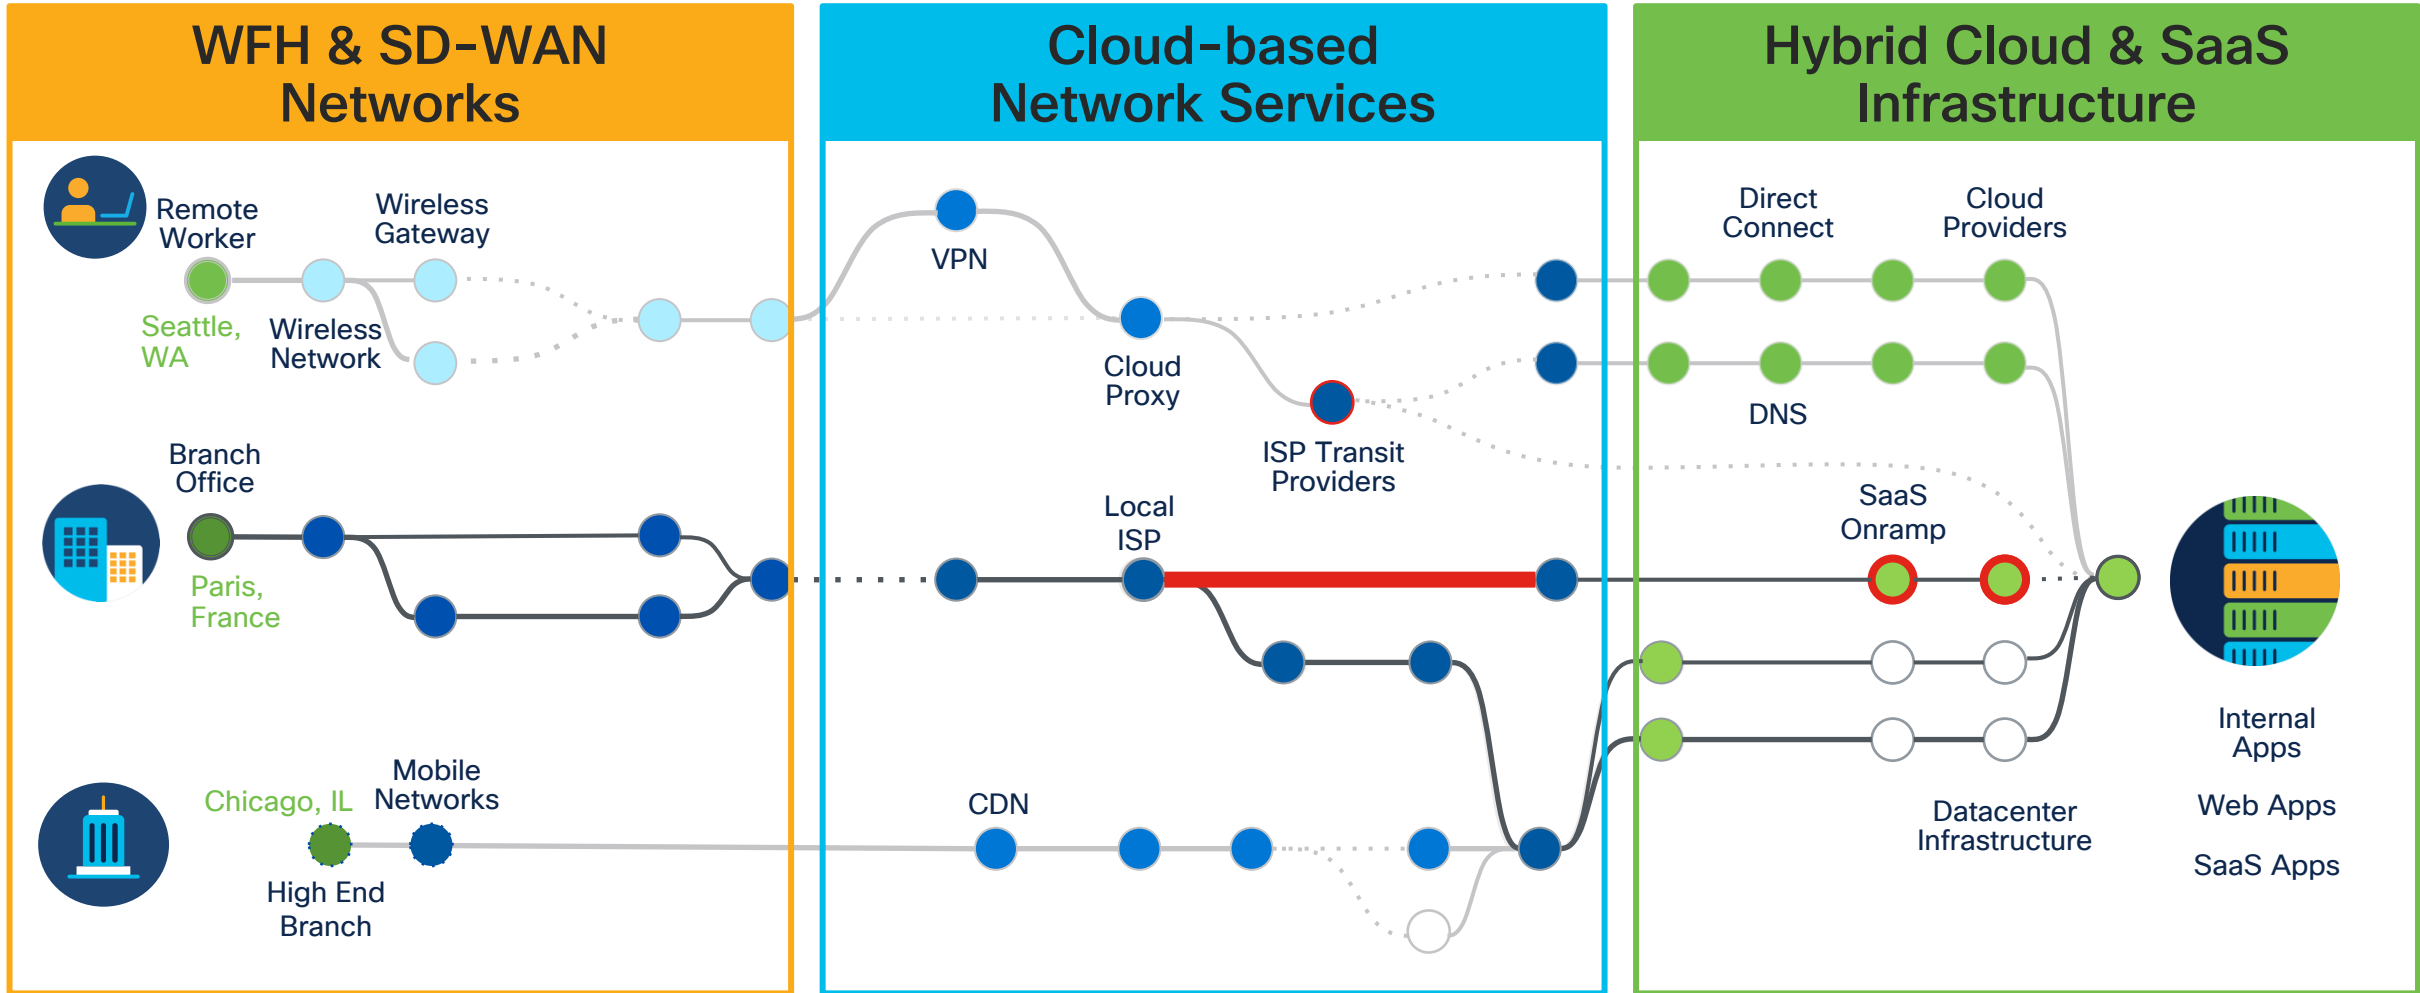 WFH & SD-WAN
Networks
Cloud-based
Network Services
Hybrid Cloud & SaaS
Infrastructure
Remote
Worker
Wireless
Gateway
Seattle,
WA
Wireless
Network
VPN
Cloud
Proxy
ISP Transit
Providers
Direct
Connect
Cloud
Providers
DNS
Branch
Office
Paris,
France
Local
ISP
SaaS
Onramp
Chicago, IL
Mobile
Networks
High End
Branch
CDN
Datacenter
Infrastructure
Internal
Apps
Web Apps
SaaS Apps